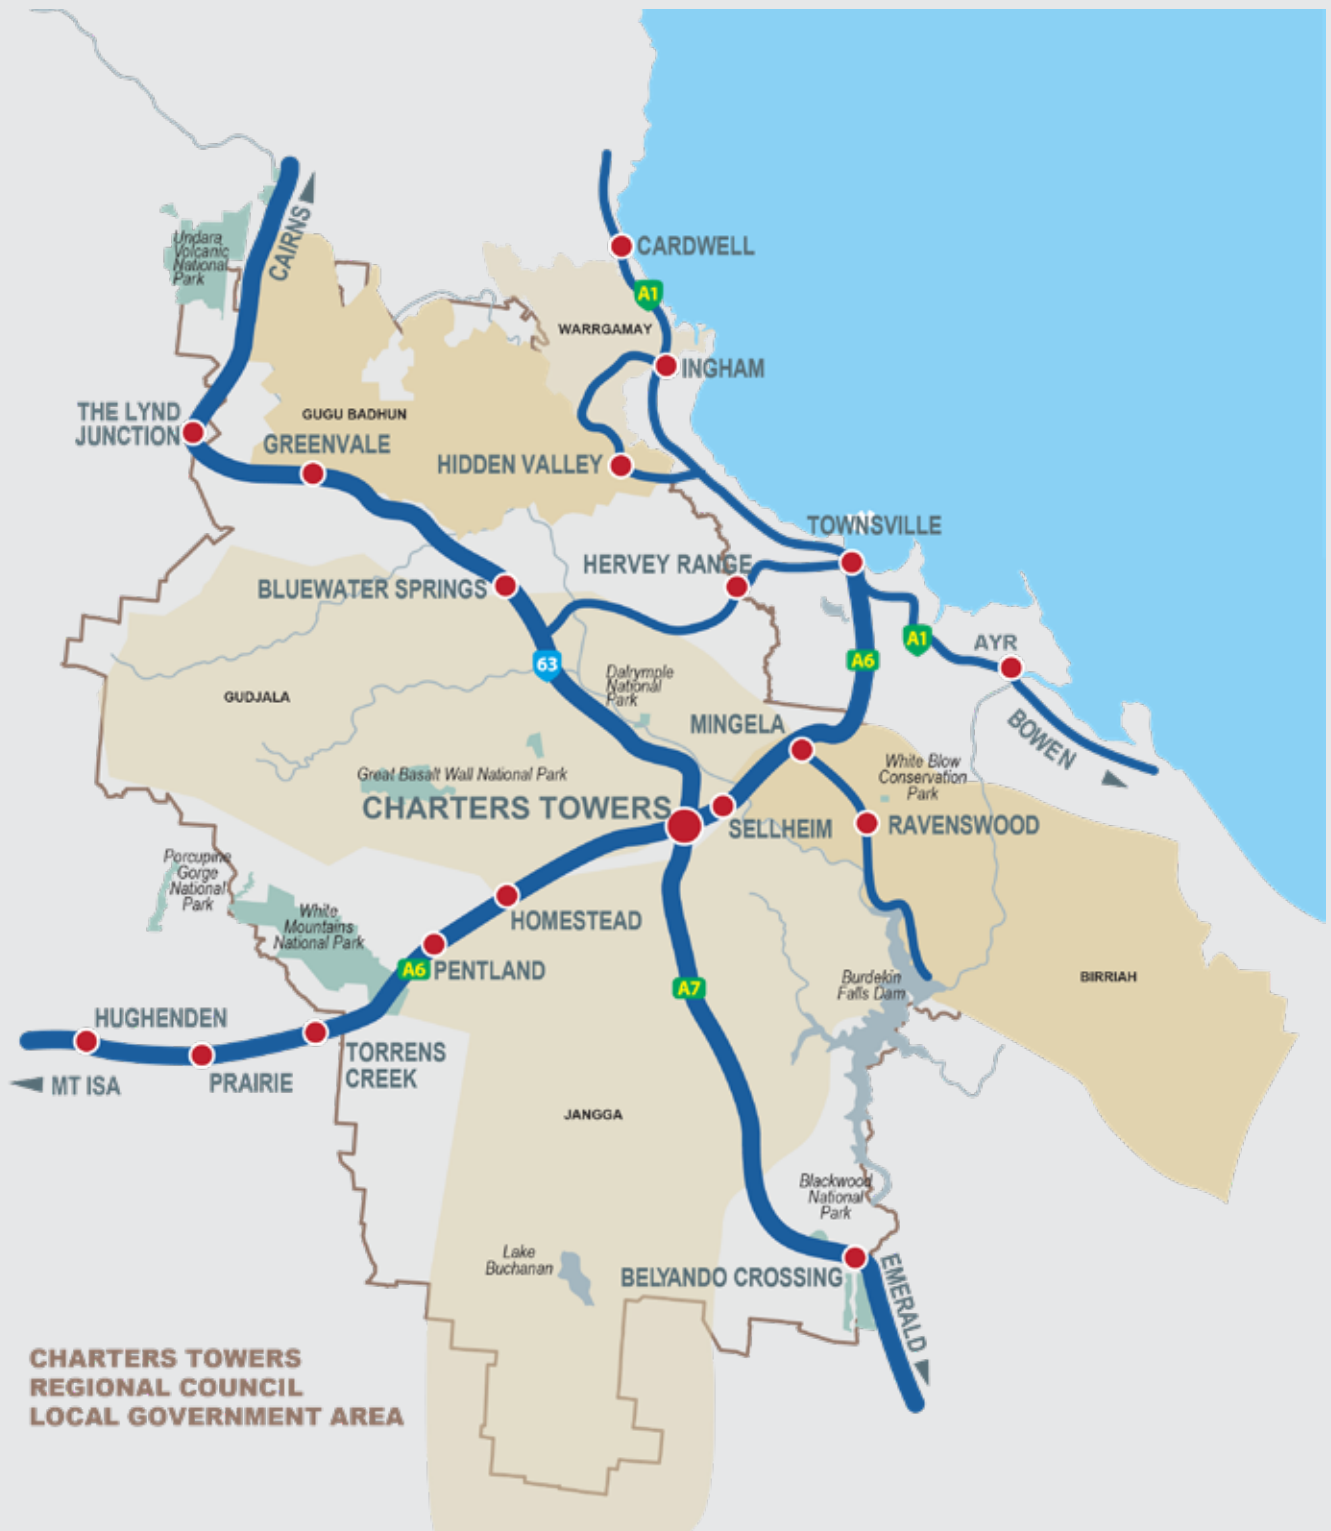 CAIRNS
Undara
Volcanic
National
Park
CARDWELL
A1
WARRGAMAY
INGHAM
THE LYND
JUNCTION
GUGU BADHUN
GREENVALE
HIDDEN VALLEY
TOWNSVILLE
HERVEY RANGE
BLUEWATER SPRINGS
A1
AYR
63
A6
Dalrymple
National
Park
GUDJALA
MINGELA
BOWEN
White Blow
Conservation
Park
Great Basalt Wall National Park
CHARTERS TOWERS
SELLHEIM
RAVENSWOOD
Porcupine
Gorge
National
Park
White
Mountains
National Park
HOMESTEAD
A6
PENTLAND
A7
Burdekin
Falls Dam
BIRRIAH
HUGHENDEN
TORRENS
CREEK
MT ISA
PRAIRIE
JANGGA
Blackwood
National
Park
Lake
Buchanan
BELYANDO CROSSING
EMERALD
CHARTERS TOWERS
REGIONAL COUNCIL
LOCAL GOVERNMENT AREA